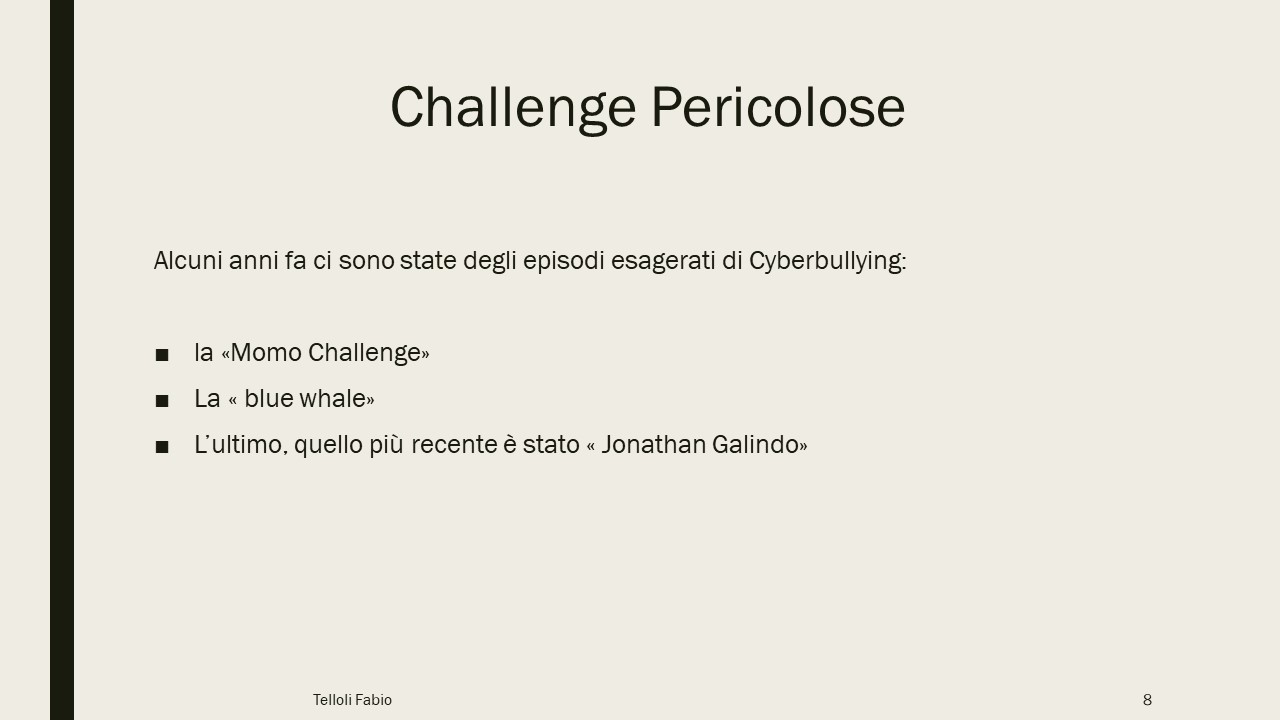 Challenge Pericolose
Alcuni anni fa ci sono state degli episodi esagerati di Cyberbullying:
▪ la «Momo Challenge»
▪ La « blue whale»
▪ L’ultimo, quello più recente è stato « Jonathan Galindo»
Telloli Fabio
8